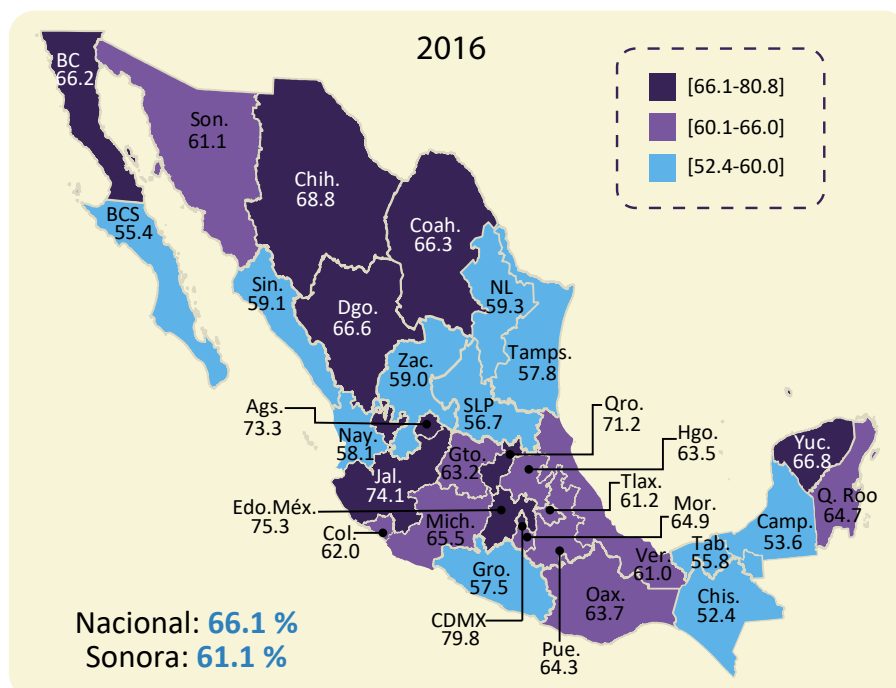 2016
[66.1-80.8]
[60.1-66.0]
[52.4-60.0]
BC
66.2
Son.
61.1
Chih.
68.8
Coah.
66.3
BCS
55.4
Sin.
59.1
Dgo.
66.6
NL
59.3
Zac.
59.0
Tamps.
57.8
SLP
56.7
Ags.
73.3
Nay.
58.1
Qro.
71.2
Hgo.
63.5
Gto.
63.2
Jal.
74.1
Tlax.
61.2
Yuc.
66.8
Q. Roo
64.7
Edo.Méx.
75.3
Mor.
64.9
Camp.
53.6
Col.
62.0
Mich.
65.5
Ver.
61.0
Tab.
55.8
Gro.
57.5
Oax.
63.7
Chis.
52.4
CDMX
79.8
Pue.
64.3
Nacional: 66.1 %
Sonora: 61.1 %